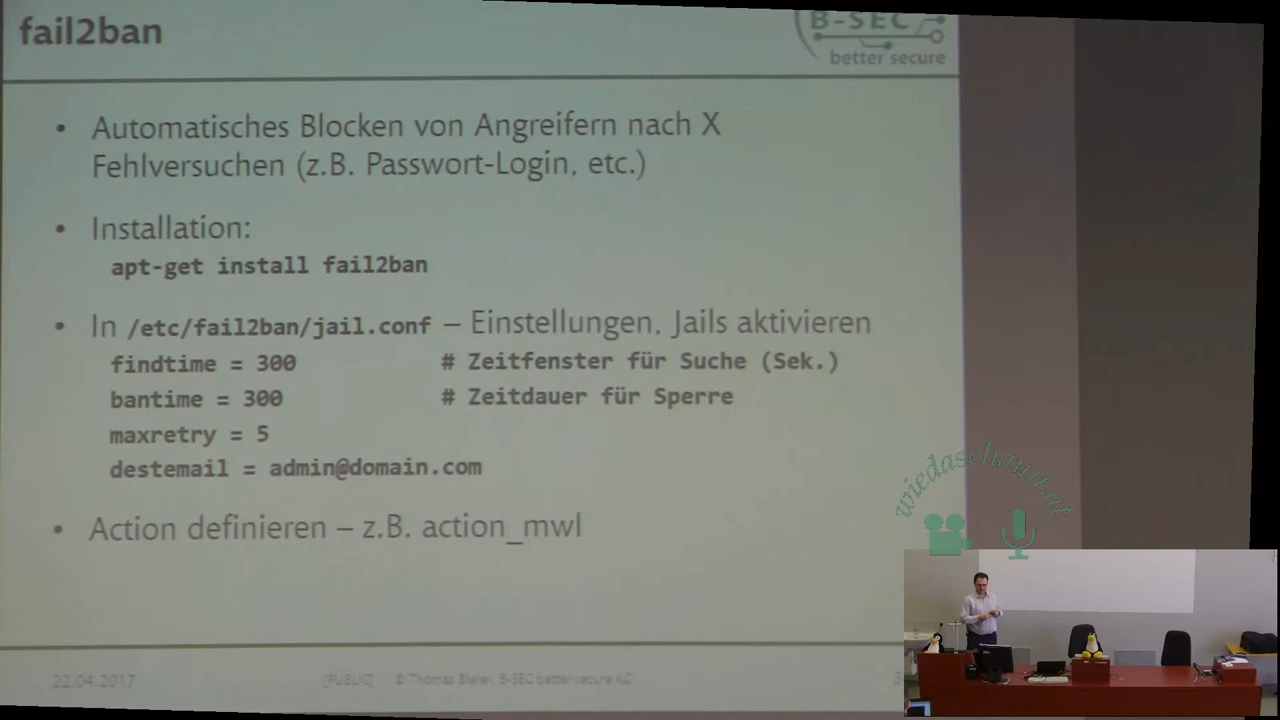 fail2ban
B-SEC
better secure
• Automatisches Blocken von Angreifern nach X
Fehlversuchen (z.B. Passwort-Login, etc.)
• Installation:
apt-get install fail2ban
• In /etc/fail2ban/jail.conf – Einstellungen, Jails aktivieren
findtime = 300 # Zeitfenster für Suche (Sek.)
bantime = 300 # Zeitdauer für Sperre
maxretry = 5
destemail = admin@domain.com
• Action definieren – z.B. action_mwl
wiedaschaun.at
22.04.2017 [PUBLIC] © Thomas Bleier, B-SEC better secure KG